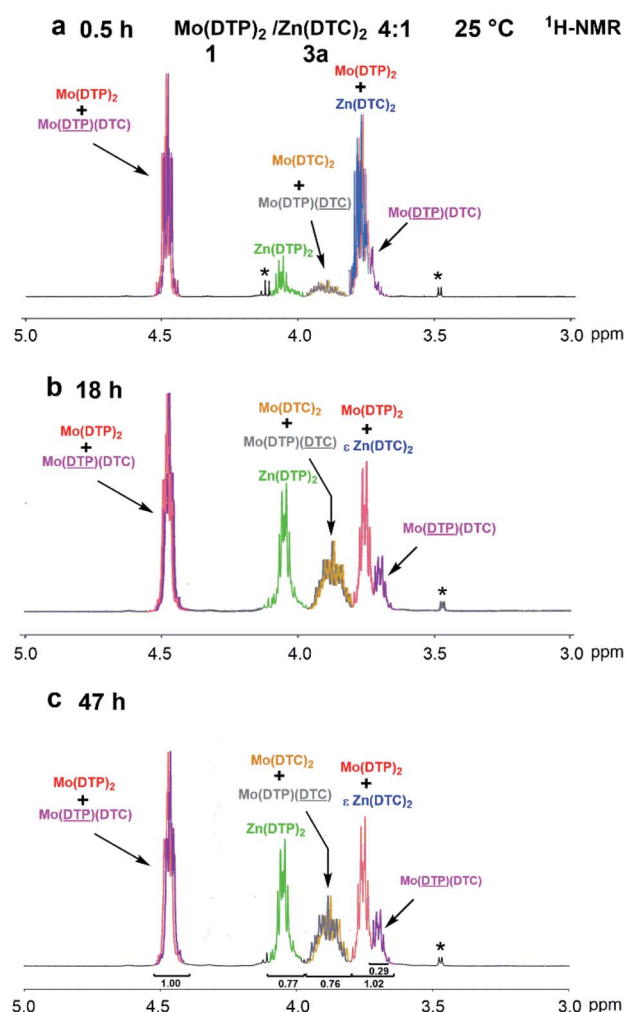 a 0.5 h Mo(DTP)2 /Zn(DTC)2 4:1 25 °C 1H-NMR
1 3a
Mo(DTP)2
+
Mo(DTP)(DTC)
Mo(DTC)2
+
Mo(DTP)(DTC)
Zn(DTP)2
*
Mo(DTP)2
+
Zn(DTC)2
Mo(DTP)(DTC)
*
5.0 4.5 4.0 3.5 3.0 ppm
b 18 h
Mo(DTP)2
+
Mo(DTP)(DTC)
Mo(DTC)2
+
Mo(DTP)(DTC)
Zn(DTP)2
Mo(DTP)2
+
ε Zn(DTC)2
Mo(DTP)(DTC)
*
5.0 4.5 4.0 3.5 3.0 ppm
c 47 h
Mo(DTP)2
+
Mo(DTP)(DTC)
Mo(DTC)2
+
Mo(DTP)(DTC)
Zn(DTP)2
Mo(DTP)2
+
ε Zn(DTC)2
Mo(DTP)(DTC)
*
0.29
1.00 0.77 0.76 1.02
5.0 4.5 4.0 3.5 3.0 ppm